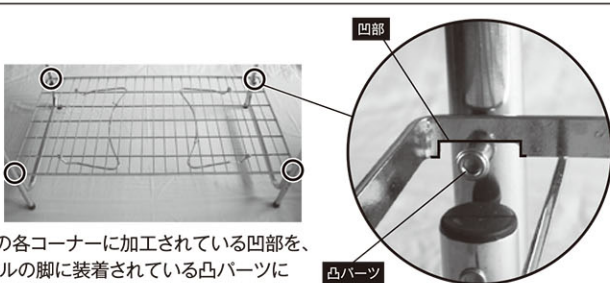 凹部
の各コーナーに加工されている凹部を、
ルの脚に装着されている凸パーツに
凸パーツ